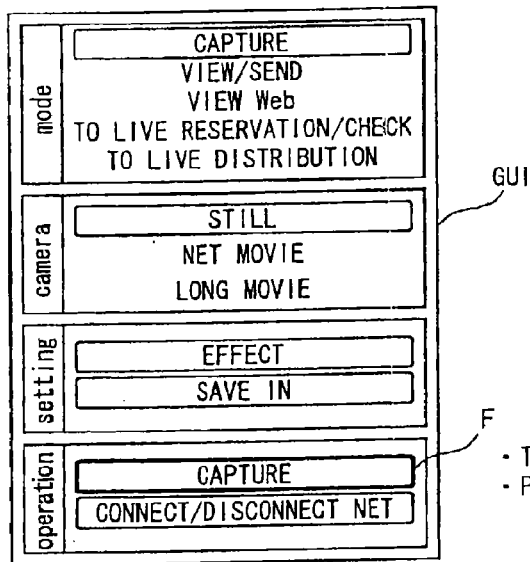 mode
CAPTURE
VIEW/SEND
VIEW Web
TO LIVE RESERVATION/CHECK
TO LIVE DISTRIBUTION
GUI
camera
STILL
NET MOVIE
LONG MOVIE
setting
EFFECT
SAVE IN
operation
CAPTURE
CONNECT/DISCONNECT NET
F
· T
· P